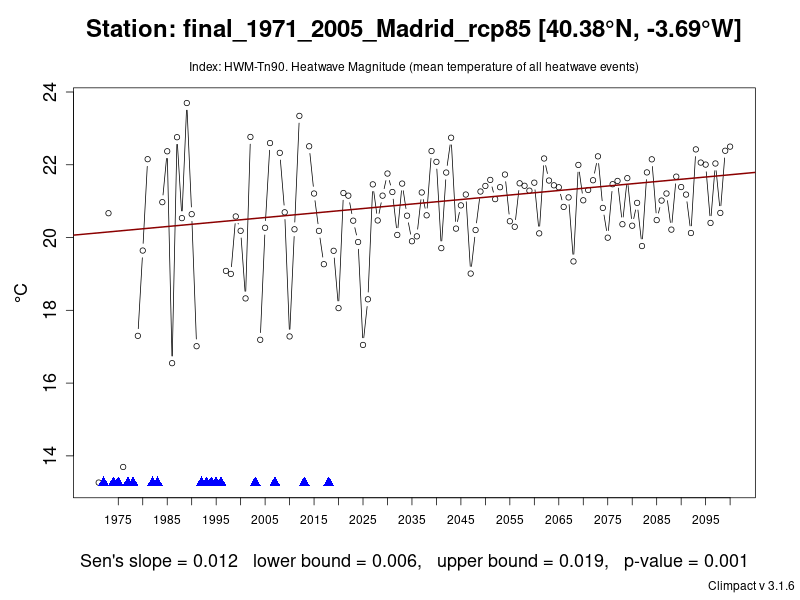 Station: final_1971_2005_Madrid_rcp85 [40.38°N, -3.69°W]
Index: HWM-Tn90. Heatwave Magnitude (mean temperature of all heatwave events)
24
22
20
18
16
14
°C
1975 1985 1995 2005 2015 2025 2035 2045 2055 2065 2075 2085 2095
Sen's slope = 0.012 lower bound = 0.006, upper bound = 0.019, p-value = 0.001
Climpact v 3.1.6